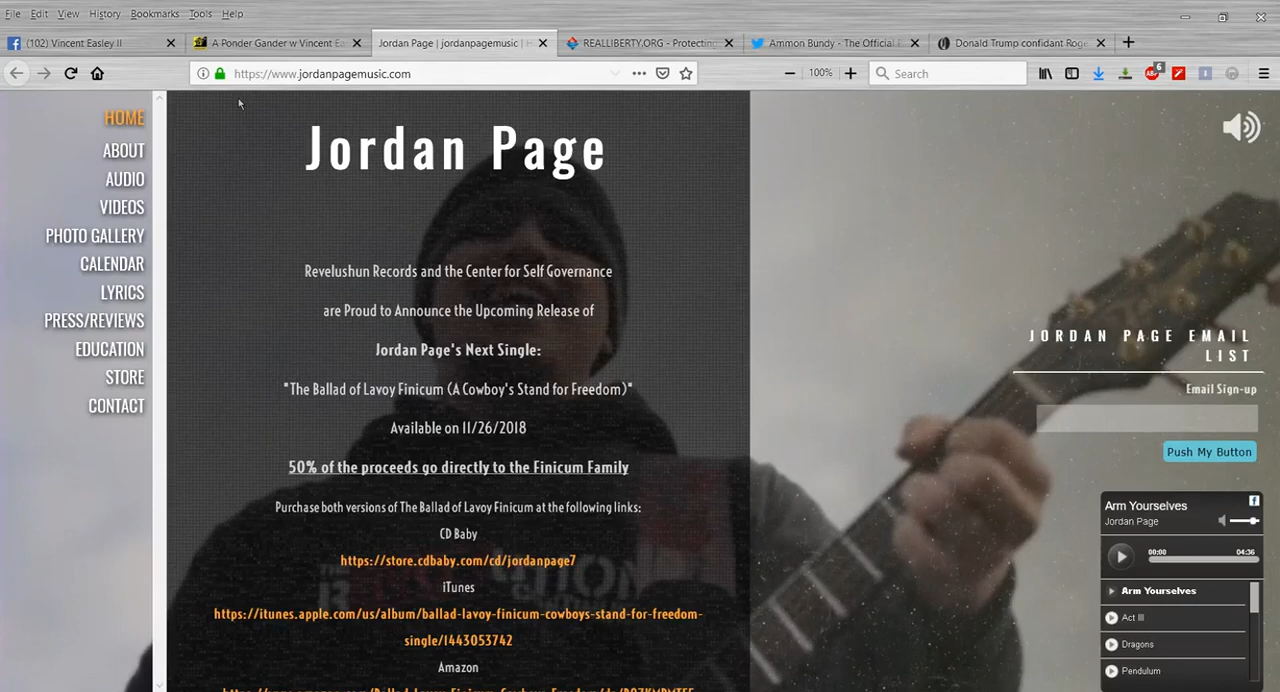 File Edit View History Bookmarks Tools Help
(102) Vincent Easley II
A Ponder Gander w Vincent Ea
Jordan Page | jordanpagemusic | H
REALLIBERTY.ORG - Protecting
Ammon Bundy - The Official
Donald Trump confidant Roge
https://www.jordanpagemusic.com
100%
Search
6
HOME
ABOUT
AUDIO
VIDEOS
PHOTO GALLERY
CALENDAR
LYRICS
PRESS/REVIEWS
EDUCATION
STORE
CONTACT
Jordan Page
Revelushun Records and the Center for Self Governance
are Proud to Announce the Upcoming Release of
Jordan Page's Next Single:
"The Ballad of Lavoy Finicum (A Cowboy's Stand for Freedom)"
Available on 11/26/2018
50% of the proceeds go directly to the Finicum Family
Purchase both versions of The Ballad of Lavoy Finicum at the following links:
CD Baby
https://store.cdbaby.com/cd/jordanpage7
iTunes
https://itunes.apple.com/us/album/ballad-lavoy-finicum-cowboys-stand-for-freedom-
single/1443053742
Amazon
JORDAN PAGE EMAIL
LIST
Email Sign-up
Push My Button
Arm Yourselves
Jordan Page
00:00 04:36
Arm Yourselves
Act III
Dragons
Pendulum